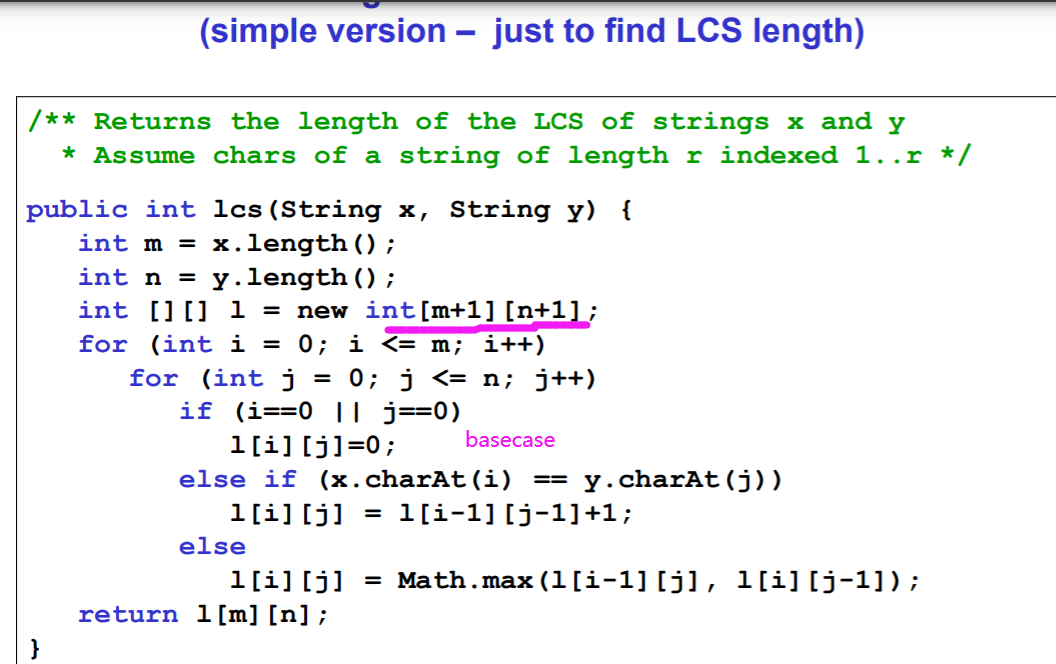 (simple version – just to find LCS length)
/** Returns the length of the LCS of strings x and y
* Assume chars of a string of length r indexed 1..r */
public int lcs(String x, String y) {
int m = x.length();
int n = y.length();
int [][] l = new int[m+1][n+1];
for (int i = 0; i <= m; i++)
for (int j = 0; j <= n; j++)
if (i==0 || j==0)
l[i][j]=0; basecase
else if (x.charAt(i) == y.charAt(j))
l[i][j] = l[i-1][j-1]+1;
else
l[i][j] = Math.max(l[i-1][j], l[i][j-1]);
return l[m][n];
}